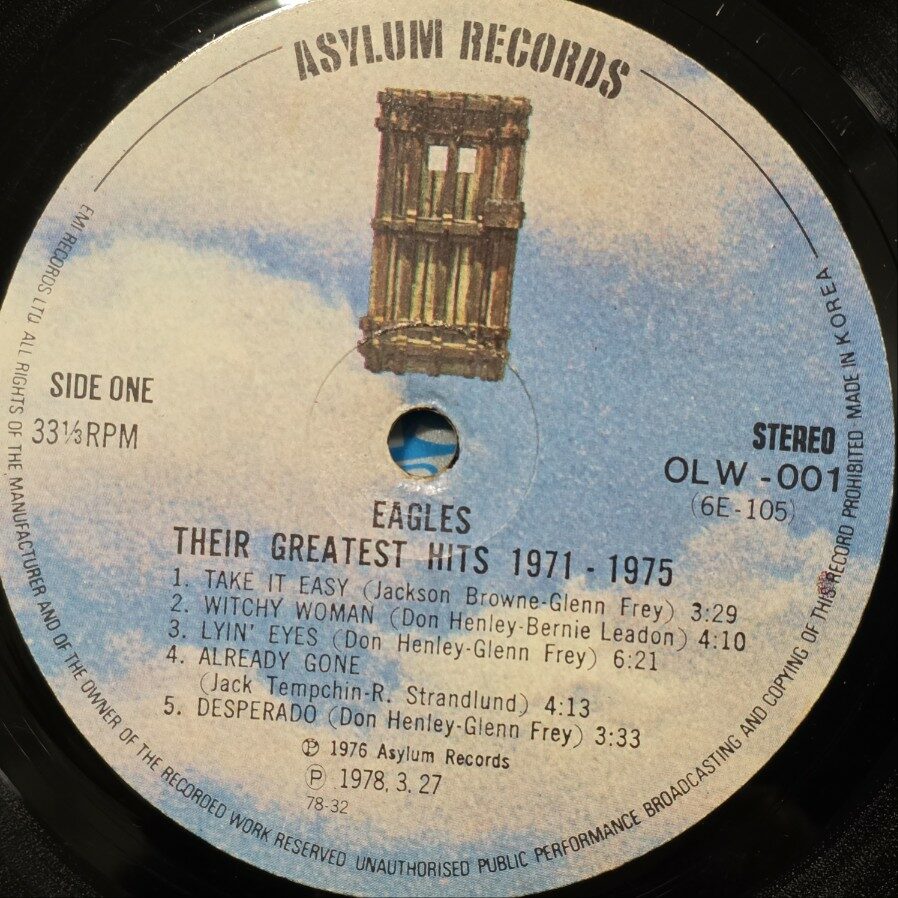 ASYLUM RECORDS
EMI RECORDS LTD ALL RIGHTS OF THE MANUFACTURER AND OF THE OWNER OF THE RECORDED WORK RESERVED UNAUTHORISED PUBLIC PERFORMANCE BROADCASTING AND COPYING OF THIS RECORD PROHIBITED - MADE IN KOREA
SIDE ONE
33⅓RPM
STEREO
OLW -001
(6E-105)
EAGLES
THEIR GREATEST HITS 1971 - 1975
1. TAKE IT EASY (Jackson Browne-Glenn Frey) 3:29
2. WITCHY WOMAN (Don Henley-Bernie Leadon) 4:10
3. LYIN' EYES (Don Henley-Glenn Frey) 6:21
4. ALREADY GONE
(Jack Tempchin-R. Strandlund) 4:13
5. DESPERADO (Don Henley-Glenn Frey) 3:33
℗ 1976 Asylum Records
℗ 1978. 3. 27
78-32